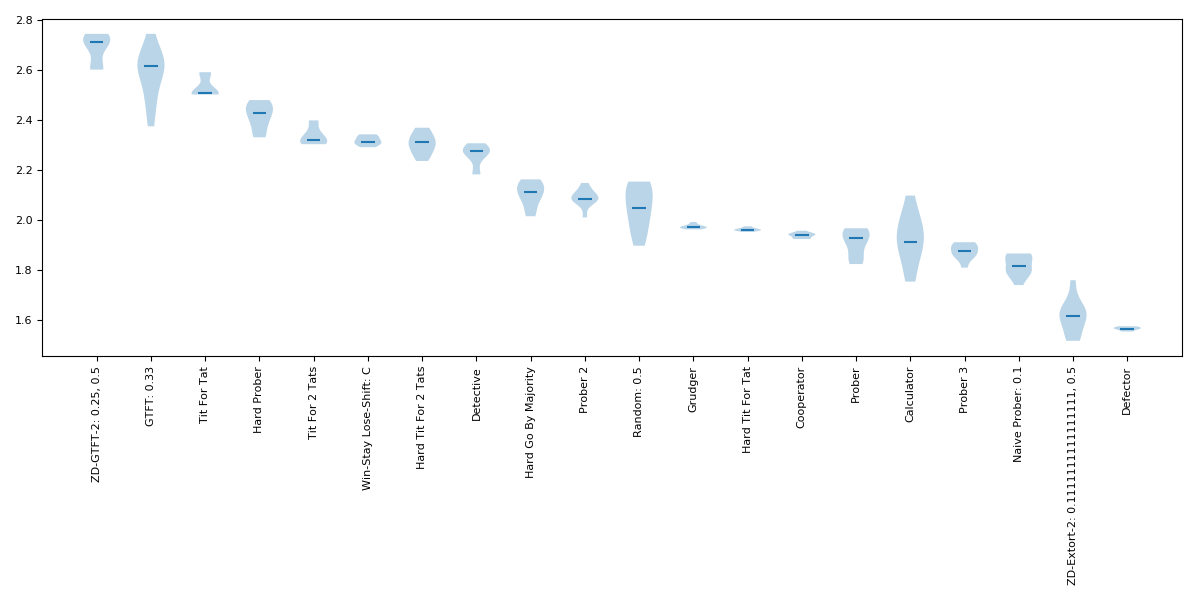 2.8
2.6
2.4
2.2
2.0
1.8
1.6
ZD-GTFT-2: 0.25, 0.5
GTFT: 0.33
Tit For Tat
Hard Prober
Tit For 2 Tats
Win-Stay Lose-Shift: C
Hard Tit For 2 Tats
Detective
Hard Go By Majority
Prober 2
Random: 0.5
Grudger
Hard Tit For Tat
Cooperator
Prober
Calculator
Prober 3
Naive Prober: 0.1
ZD-Extort-2: 0.1111111111111111, 0.5
Defector